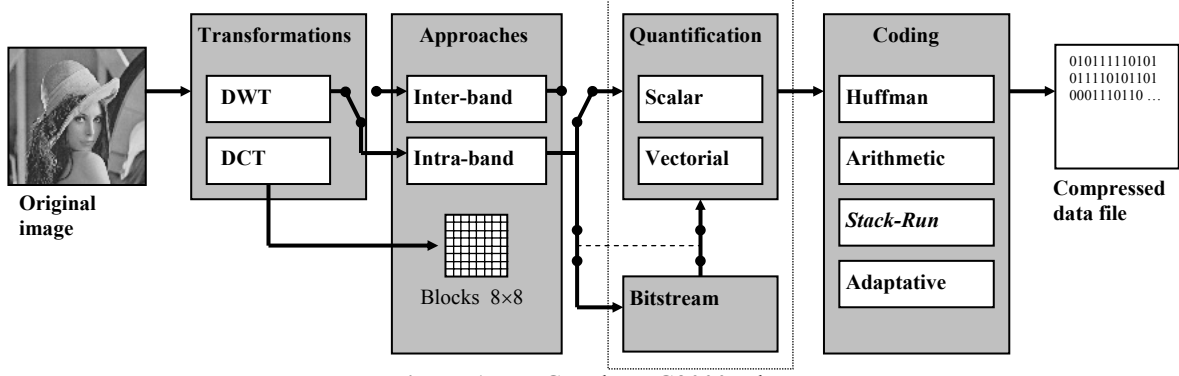 Transformations
Approaches
Quantification
Coding
DWT
DCT
Inter-band
Intra-band
Scalar
Vectorial
Huffman
Arithmetic
Stack-Run
Adaptative
010111110101
011110101101
0001110110 ...
Original
image
Blocks 8×8
Bitstream
Compressed
data file